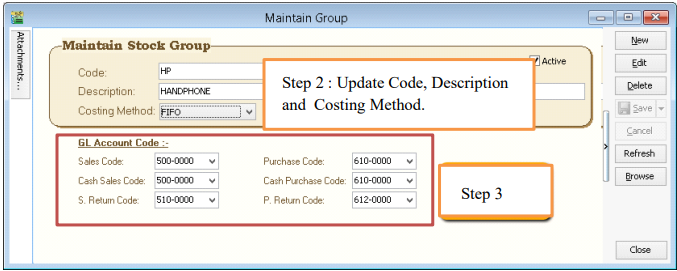 Maintain Group
Attachments...
Maintain Stock Group
Code: HP
Active
Description: HANDPHONE
Costing Method: FIFO
Step 2 : Update Code, Description
and Costing Method.
GL Account Code :-
Sales Code: 500-0000 Purchase Code: 610-0000
Cash Sales Code: 500-0000 Cash Purchase Code: 610-0000
S. Return Code: 510-0000 P. Return Code: 612-0000
Step 3
New
Edit
Delete
Save
Cancel
Refresh
Browse
Close